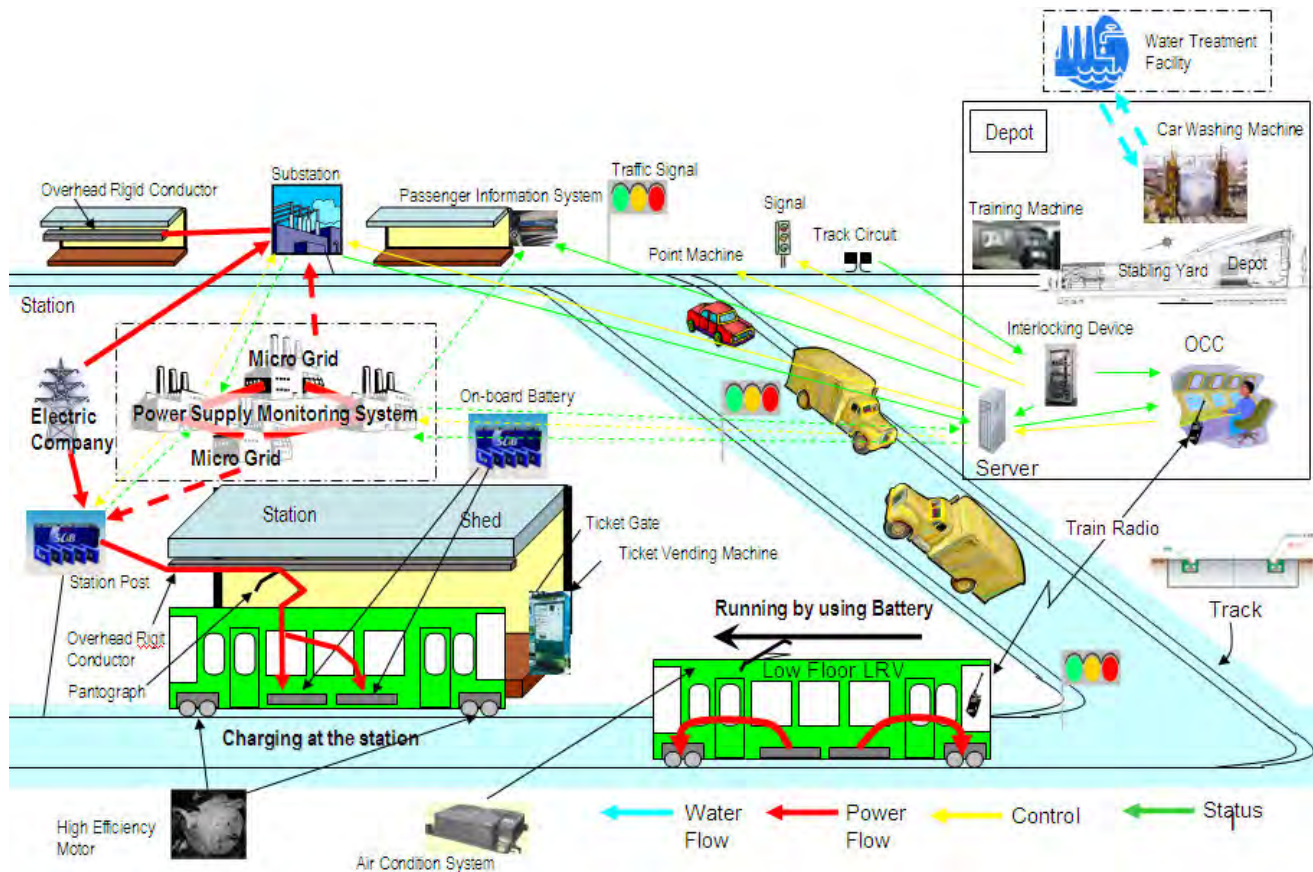 Water Treatment
Facility
Depot
Car Washing Machine
Traffic Signal
Substation
Overhead Rigid Conductor
Passenger Information System
Signal
Training Machine
Track Circuit
Point Machine
Stabling Yard
Depot
Station
Interlocking Device
OCC
Micro Grid
On-board Battery
Electric
Company
Power Supply Monitoring System
Micro Grid
Server
Station
Shed
Ticket Gate
Train Radio
Ticket Vending Machine
SCiB
SCiB
Station Post
Track
Running by using Battery
Overhead Rigit
Conductor
Low Floor LRV
Pantograph
Charging at the station
Water
Flow
Power
Flow
Control
Status
High Efficiency
Motor
Air Condition System